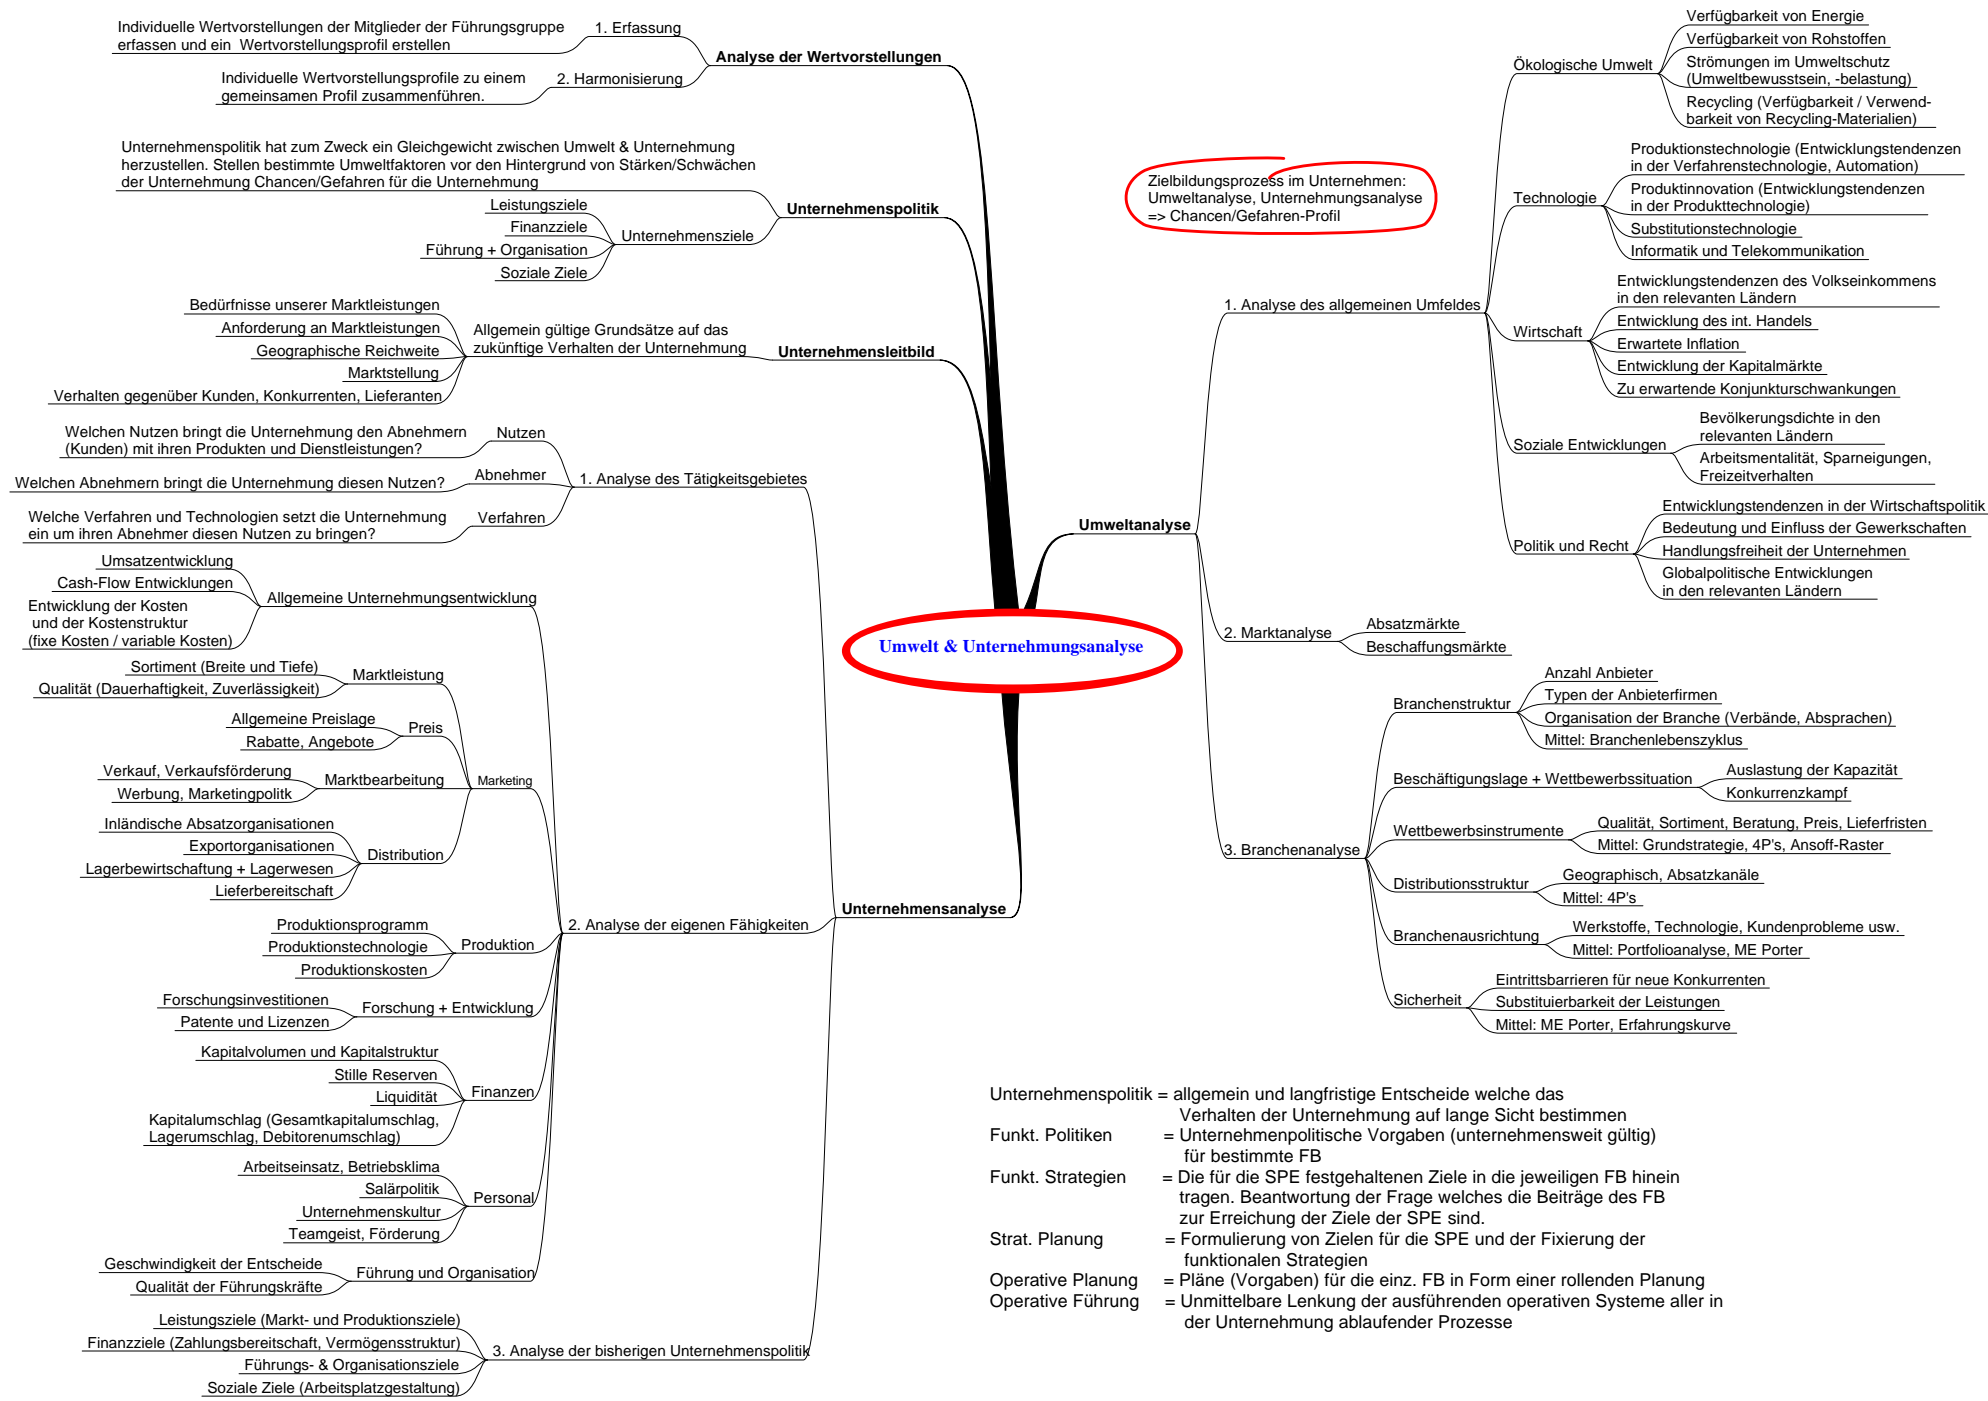 Individuelle Wertvorstellungen der Mitglieder der Führungsgruppe
erfassen und ein  Wertvorstellungsprofil erstellen
1. Erfassung
Individuelle Wertvorstellungsprofile zu einem
gemeinsamen Profil zusammenführen.
2. Harmonisierung
Analyse der Wertvorstellungen
Unternehmenspolitik hat zum Zweck ein Gleichgewicht zwischen Umwelt & Unternehmung
herzustellen. Stellen bestimmte Umweltfaktoren vor den Hintergrund von Stärken/Schwächen
der Unternehmung Chancen/Gefahren für die Unternehmung
Leistungsziele
Finanzziele
Führung + Organisation
Soziale Ziele
Unternehmensziele
Unternehmenspolitik
Bedürfnisse unserer Marktleistungen
Anforderung an Marktleistungen
Geographische Reichweite
Marktstellung
Verhalten gegenüber Kunden, Konkurrenten, Lieferanten
Allgemein gültige Grundsätze auf das
zukünftige Verhalten der Unternehmung
Unternehmensleitbild
Welchen Nutzen bringt die Unternehmung den Abnehmern
(Kunden) mit ihren Produkten und Dienstleistungen?
Nutzen
Welchen Abnehmern bringt die Unternehmung diesen Nutzen?
Abnehmer
Welche Verfahren und Technologien setzt die Unternehmung
ein um ihren Abnehmer diesen Nutzen zu bringen?
Verfahren
1. Analyse des Tätigkeitsgebietes
Umsatzentwicklung
Cash-Flow Entwicklungen
Entwicklung der Kosten
und der Kostenstruktur
(fixe Kosten / variable Kosten)
Allgemeine Unternehmungsentwicklung
Sortiment (Breite und Tiefe)
Qualität (Dauerhaftigkeit, Zuverlässigkeit)
Marktleistung
Allgemeine Preislage
Rabatte, Angebote
Preis
Verkauf, Verkaufsförderung
Werbung, Marketingpolitk
Marktbearbeitung
Inländische Absatzorganisationen
Exportorganisationen
Lagerbewirtschaftung + Lagerwesen
Lieferbereitschaft
Distribution
Marketing
Produktionsprogramm
Produktionstechnologie
Produktionskosten
Produktion
Forschungsinvestitionen
Patente und Lizenzen
Forschung + Entwicklung
Kapitalvolumen und Kapitalstruktur
Stille Reserven
Liquidität
Kapitalumschlag (Gesamtkapitalumschlag,
Lagerumschlag, Debitorenumschlag)
Finanzen
Arbeitseinsatz, Betriebsklima
Salärpolitik
Unternehmenskultur
Teamgeist, Förderung
Personal
Geschwindigkeit der Entscheide
Qualität der Führungskräfte
Führung und Organisation
2. Analyse der eigenen Fähigkeiten
Leistungsziele (Markt- und Produktionsziele)
Finanzziele (Zahlungsbereitschaft, Vermögensstruktur)
Führungs- & Organisationsziele
Soziale Ziele (Arbeitsplatzgestaltung)
3. Analyse der bisherigen Unternehmenspolitik
Unternehmensanalyse
Umwelt & Unternehmungsanalyse
Zielbildungsprozess im Unternehmen:
Umweltanalyse, Unternehmungsanalyse
=> Chancen/Gefahren-Profil
Umweltanalyse
1. Analyse des allgemeinen Umfeldes
Ökologische Umwelt
Verfügbarkeit von Energie
Verfügbarkeit von Rohstoffen
Strömungen im Umweltschutz
(Umweltbewusstsein, -belastung)
Recycling (Verfügbarkeit / Verwend-
barkeit von Recycling-Materialien)
Technologie
Produktionstechnologie (Entwicklungstendenzen
in der Verfahrenstechnologie, Automation)
Produktinnovation (Entwicklungstendenzen
in der Produkttechnologie)
Substitutionstechnologie
Informatik und Telekommunikation
Wirtschaft
Entwicklungstendenzen des Volkseinkommens
in den relevanten Ländern
Entwicklung des int. Handels
Erwartete Inflation
Entwicklung der Kapitalmärkte
Zu erwartende Konjunkturschwankungen
Soziale Entwicklungen
Bevölkerungsdichte in den
relevanten Ländern
Arbeitsmentalität, Sparneigungen,
Freizeitverhalten
Politik und Recht
Entwicklungstendenzen in der Wirtschaftspolitik
Bedeutung und Einfluss der Gewerkschaften
Handlungsfreiheit der Unternehmen
Globalpolitische Entwicklungen
in den relevanten Ländern
2. Marktanalyse
Absatzmärkte
Beschaffungsmärkte
3. Branchenanalyse
Branchenstruktur
Anzahl Anbieter
Typen der Anbieterfirmen
Organisation der Branche (Verbände, Absprachen)
Mittel: Branchenlebenszyklus
Beschäftigungslage + Wettbewerbssituation
Auslastung der Kapazität
Konkurrenzkampf
Wettbewerbsinstrumente
Qualität, Sortiment, Beratung, Preis, Lieferfristen
Mittel: Grundstrategie, 4P's, Ansoff-Raster
Distributionsstruktur
Geographisch, Absatzkanäle
Mittel: 4P's
Branchenausrichtung
Werkstoffe, Technologie, Kundenprobleme usw.
Mittel: Portfolioanalyse, ME Porter
Sicherheit
Eintrittsbarrieren für neue Konkurrenten
Substituierbarkeit der Leistungen
Mittel: ME Porter, Erfahrungskurve
Unternehmenspolitik = allgemein und langfristige Entscheide welche das
Verhalten der Unternehmung auf lange Sicht bestimmen
Funkt. Politiken = Unternehmenpolitische Vorgaben (unternehmensweit gültig)
für bestimmte FB
Funkt. Strategien = Die für die SPE festgehaltenen Ziele in die jeweiligen FB hinein
tragen. Beantwortung der Frage welches die Beiträge des FB
zur Erreichung der Ziele der SPE sind.
Strat. Planung = Formulierung von Zielen für die SPE und der Fixierung der
funktionalen Strategien
Operative Planung = Pläne (Vorgaben) für die einz. FB in Form einer rollenden Planung
Operative Führung = Unmittelbare Lenkung der ausführenden operativen Systeme aller in
der Unternehmung ablaufender Prozesse